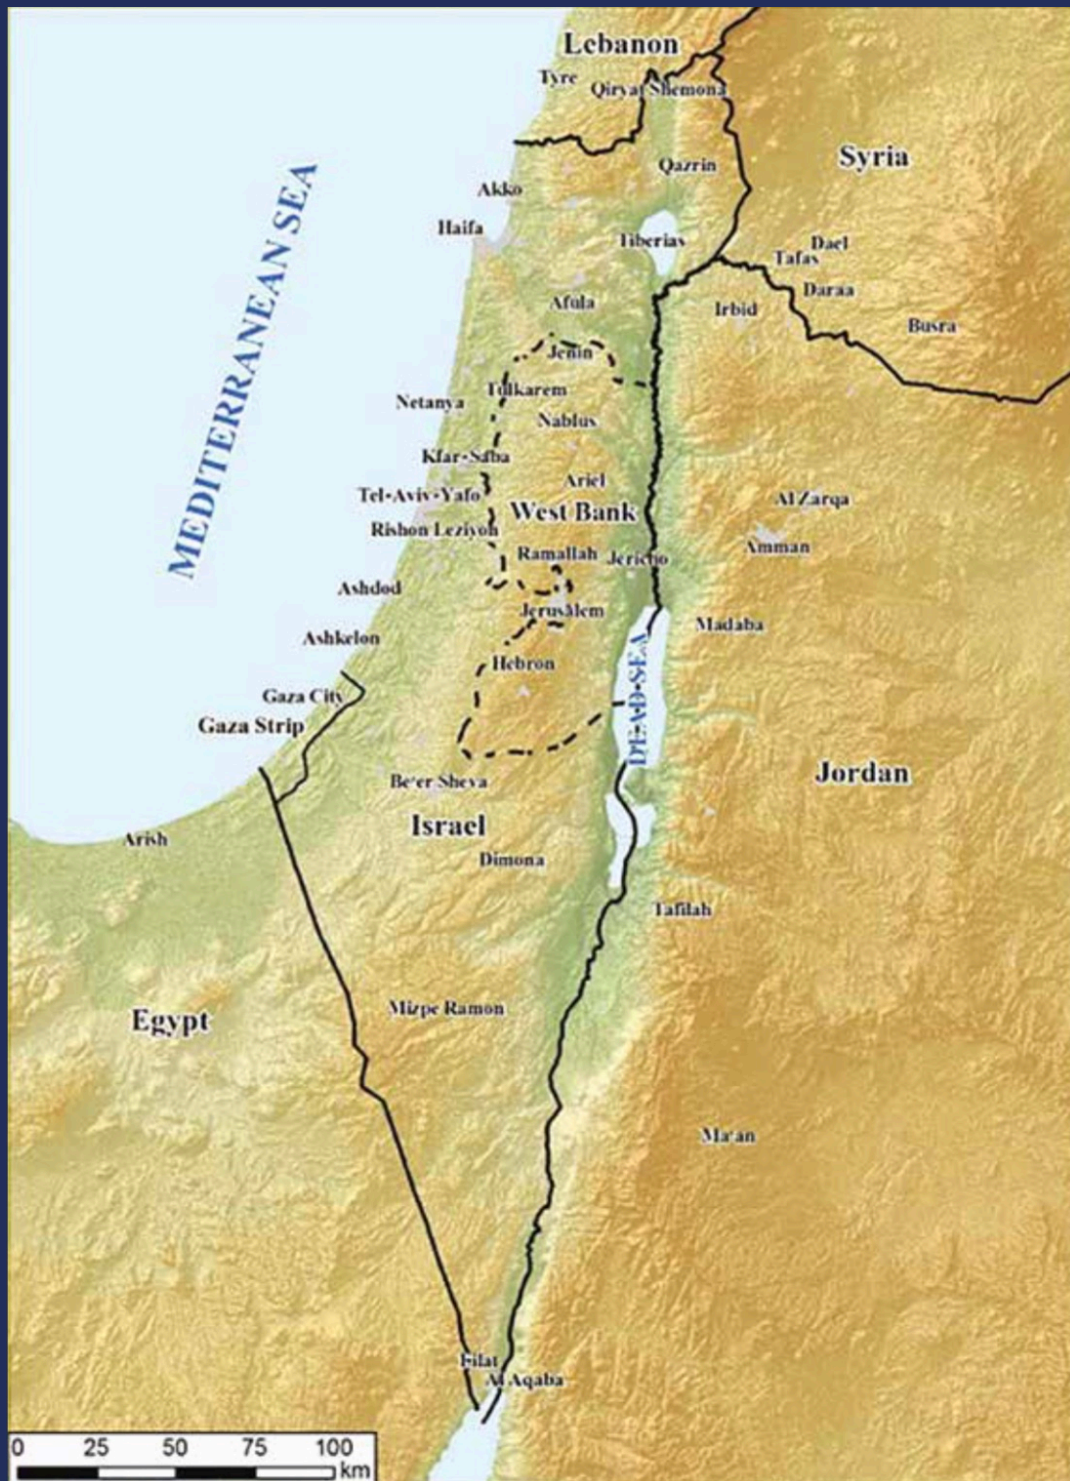 Lebanon
Tyre
Qiryat Shemona
Syria
Qazrin
MEDITERRANEAN SEA
Akko
Haifa
Tiberias
Dael
Tafas
Daraa
Afula
Irbid
Busra
Jenin
Tulkarem
Netanya
Nablus
Kfar-Saba
Ariel
Tel-Aviv-Yafo
Al Zarqa
West Bank
Rishon Leziyon
Amman
Ramallah
Jericho
Ashdod
Jerusalem
Madaba
Ashkelon
Hebron
DEAD SEA
Gaza City
Gaza Strip
Jordan
Be'er Sheva
Israel
Arish
Dimona
Tafilah
Mizpe Ramon
Egypt
Ma'an
Eilat
Al Aqaba
0 25 50 75 100
km